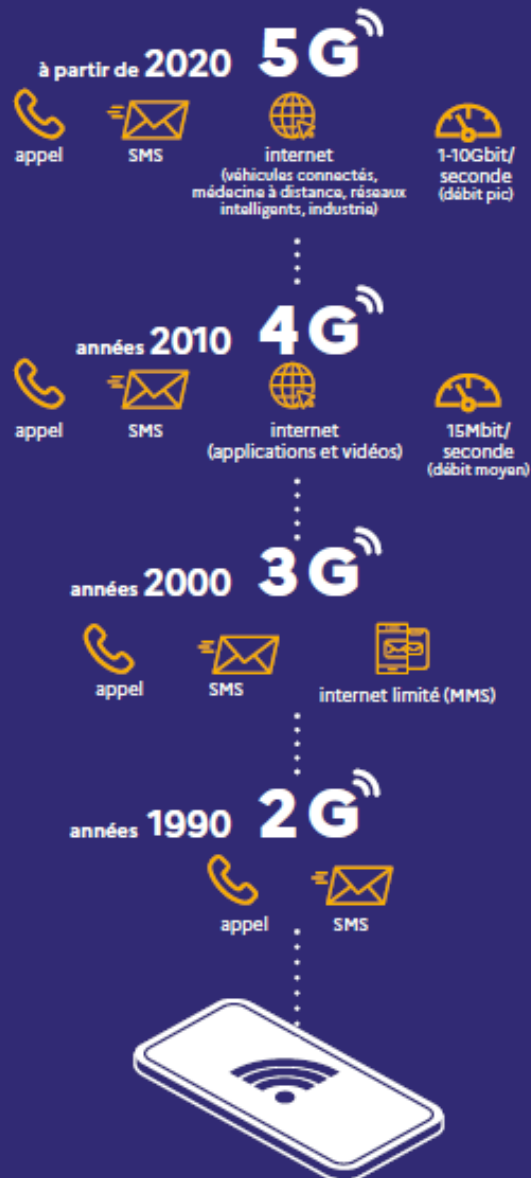 à partir de 2020 5G
appel
SMS
internet
(véhicules connectés,
médecine à distance, réseaux
intelligents, industrie)
1-10Gbit/
seconde
(débit pic)
années 2010 4G
appel
SMS
internet
(applications et vidéos)
15Mbit/
seconde
(débit moyen)
années 2000 3G
appel
SMS
internet limité (MMS)
années 1990 2G
appel
SMS